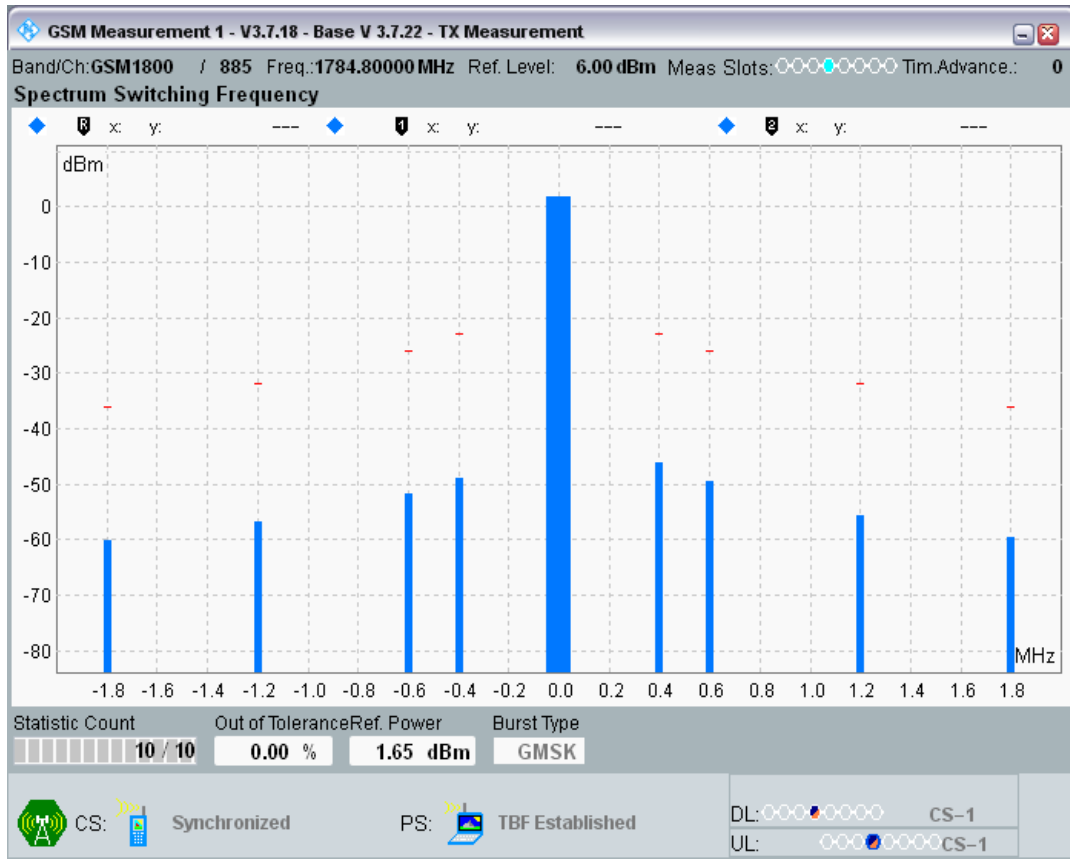 GSM Measurement 1 - V3.7.18 - Base V 3.7.22 - TX Measurement
Band/Ch:GSM1800 / 885 Freq.:1784.80000 MHz Ref. Level: 6.00 dBm Meas Slots: Tim.Advance.: 0
Spectrum Switching Frequency
R x: y: --- 1 x: y: --- 2 x: y: ---
dBm
0
-10
-20
-30
-40
-50
-60
-70
-80
MHz
-1.8 -1.6 -1.4 -1.2 -1.0 -0.8 -0.6 -0.4 -0.2 0.0 0.2 0.4 0.6 0.8 1.0 1.2 1.4 1.6 1.8
Statistic Count Out of Tolerance Ref. Power Burst Type
10 / 10 0.00 % 1.65 dBm GMSK
CS: Synchronized PS: TBF Established DL: CS-1
UL: CS-1